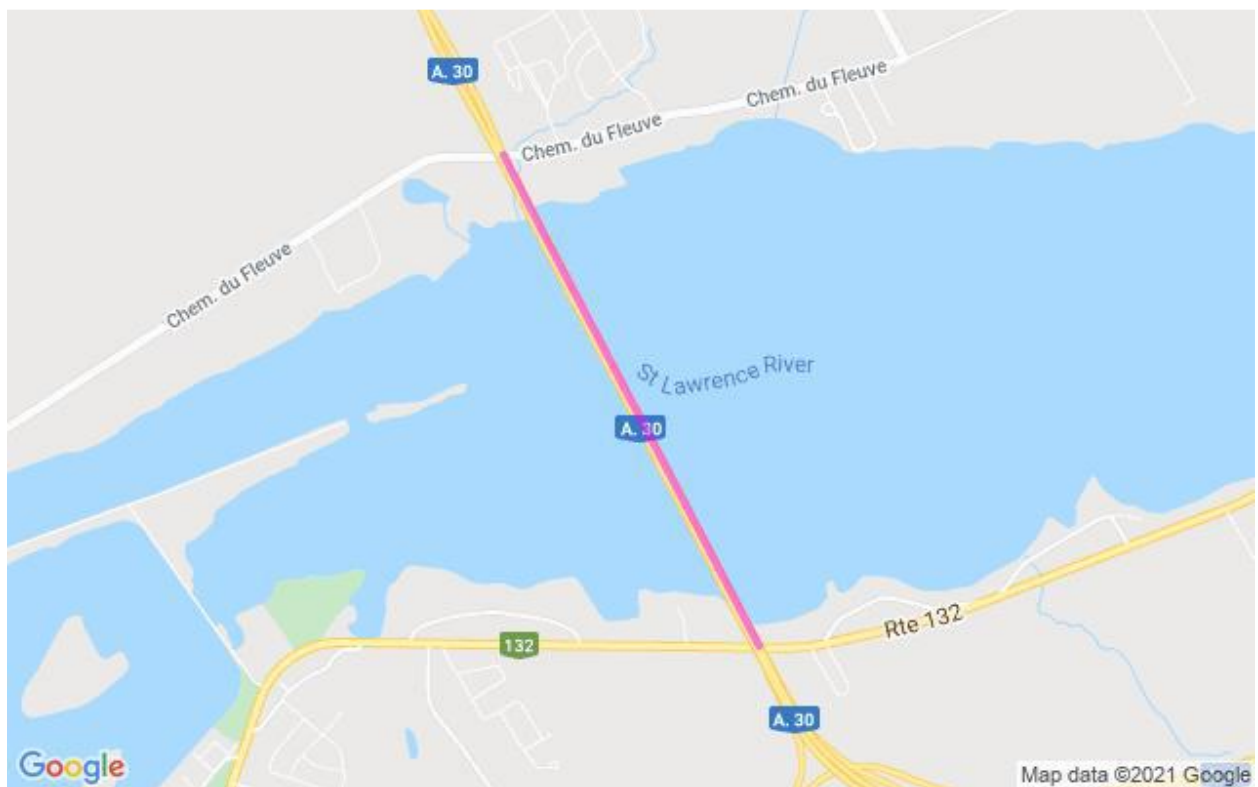 A. 30
Chem. du Fleuve
Chem. du Fleuve
Chem. du Fleuve
St Lawrence River
A. 30
Rte 132
132
A. 30
Google
Map data ©2021 Google